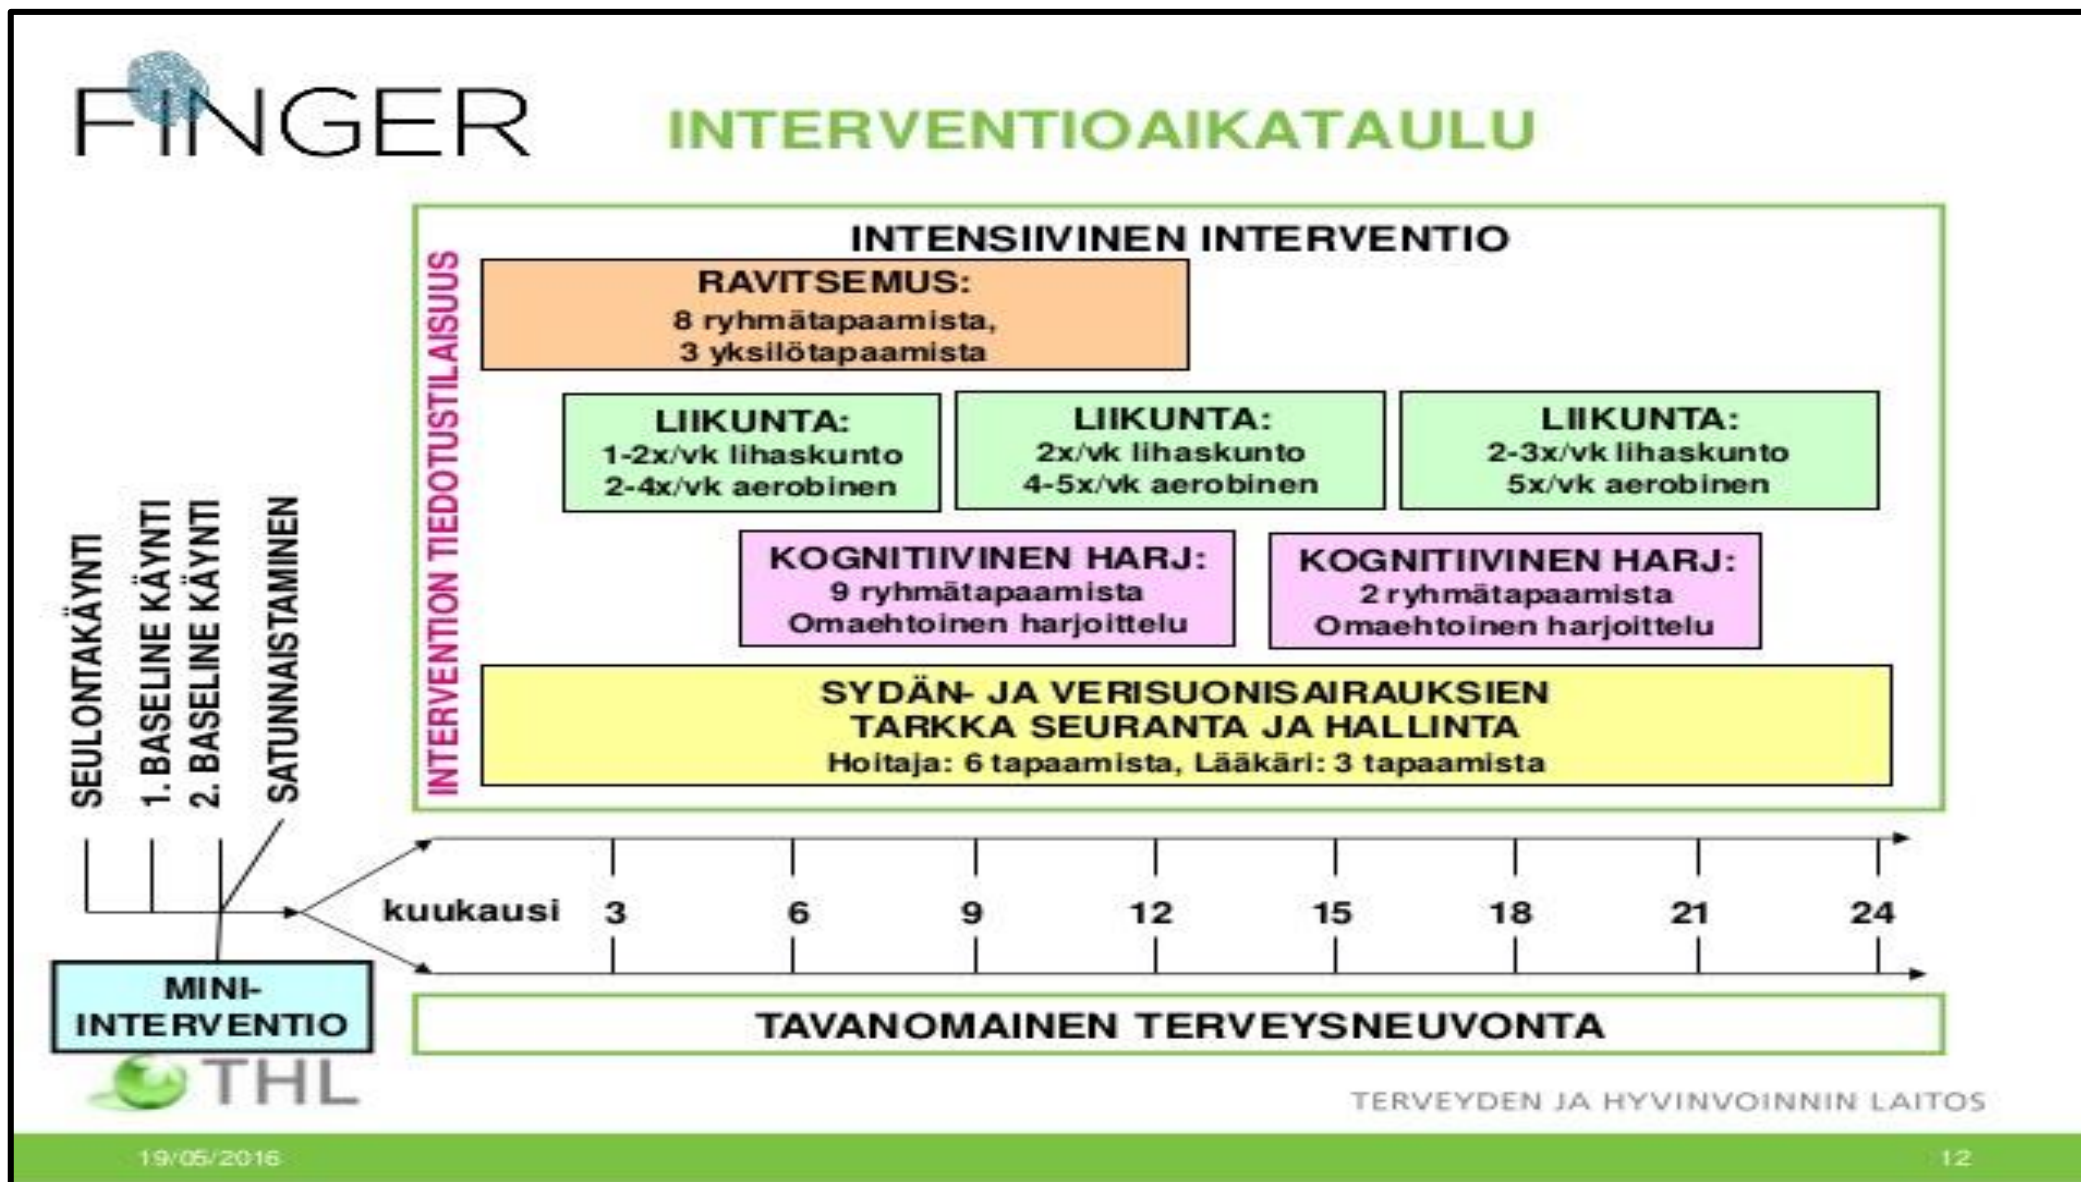 FINGER
INTERVENTIOAIKATAULU
INTENSIIVINEN INTERVENTIO
INTERVENTION TIEDOTUSTILAISUUS
RAVITSEMUS:
8 ryhmätapaamista,
3 yksilötapaamista
LIIKUNTA:
1-2x/vk lihaskunto
2-4x/vk aerobinen
LIIKUNTA:
2x/vk lihaskunto
4-5x/vk aerobinen
LIIKUNTA:
2-3x/vk lihaskunto
5x/vk aerobinen
KOGNITIIVINEN HARJ:
9 ryhmätapaamista
Omaehtoinen harjoittelu
KOGNITIIVINEN HARJ:
2 ryhmätapaamista
Omaehtoinen harjoittelu
SYDÄN- JA VERISUONISAIRAUKSIEN
TARKKA SEURANTA JA HALLINTA
Hoitaja: 6 tapaamista, Lääkäri: 3 tapaamista
SEULONTAKÄYNTI
1. BASELINE KÄYNTI
2. BASELINE KÄYNTI
SATUNNAISTAMINEN
kuukausi 3 6 9 12 15 18 21 24
MINI-
INTERVENTIO
TAVANOMAINEN TERVEYSNEUVONTA
THL
TERVEYDEN JA HYVINVOINNIN LAITOS
19/05/2016
12